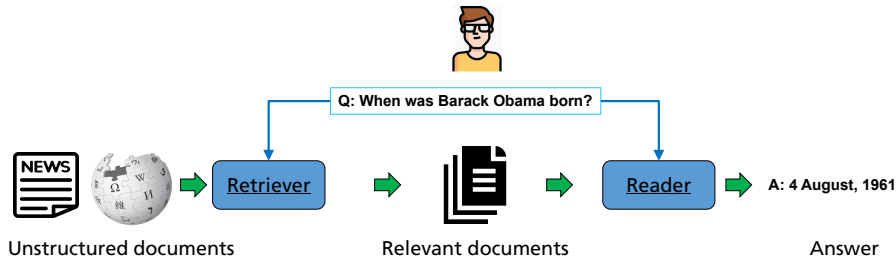 Q: When was Barack Obama born?
NEWS
Retriever
Reader
A: 4 August, 1961
Unstructured documents
Relevant documents
Answer